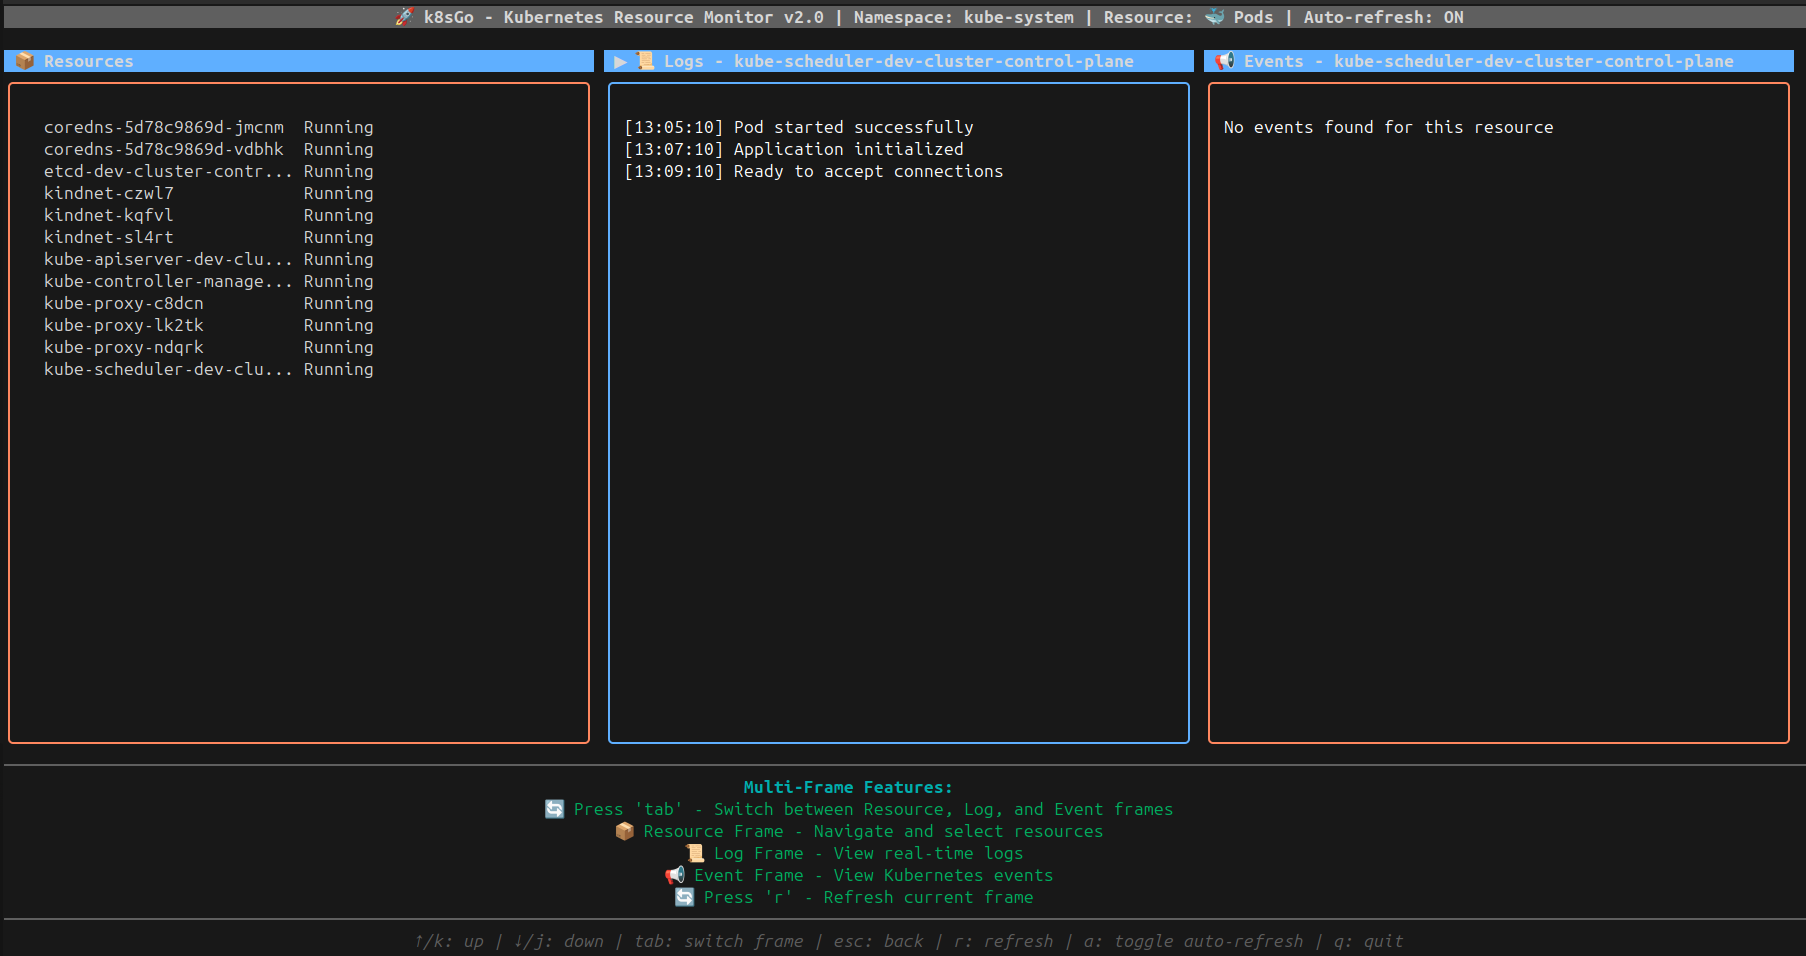 🚀 k8sGo - Kubernetes Resource Monitor v2.0 | Namespace: kube-system | Resource: 🐳 Pods | Auto-refresh: ON
📦 Resources
coredns-5d78c9869d-jmcnm Running
coredns-5d78c9869d-vdbhk Running
etcd-dev-cluster-contr... Running
kindnet-czwl7 Running
kindnet-kqfvl Running
kindnet-sl4rt Running
kube-apiserver-dev-clu... Running
kube-controller-manage... Running
kube-proxy-c8dcn Running
kube-proxy-lk2tk Running
kube-proxy-ndqrk Running
kube-scheduler-dev-clu... Running
▶ 📜 Logs - kube-scheduler-dev-cluster-control-plane
[13:05:10] Pod started successfully
[13:07:10] Application initialized
[13:09:10] Ready to accept connections
📢 Events - kube-scheduler-dev-cluster-control-plane
No events found for this resource
Multi-Frame Features:
🔄 Press 'tab' - Switch between Resource, Log, and Event frames
📦 Resource Frame - Navigate and select resources
📜 Log Frame - View real-time logs
📢 Event Frame - View Kubernetes events
🔄 Press 'r' - Refresh current frame
↑/k: up | ↓/j: down | tab: switch frame | esc: back | r: refresh | a: toggle auto-refresh | q: quit